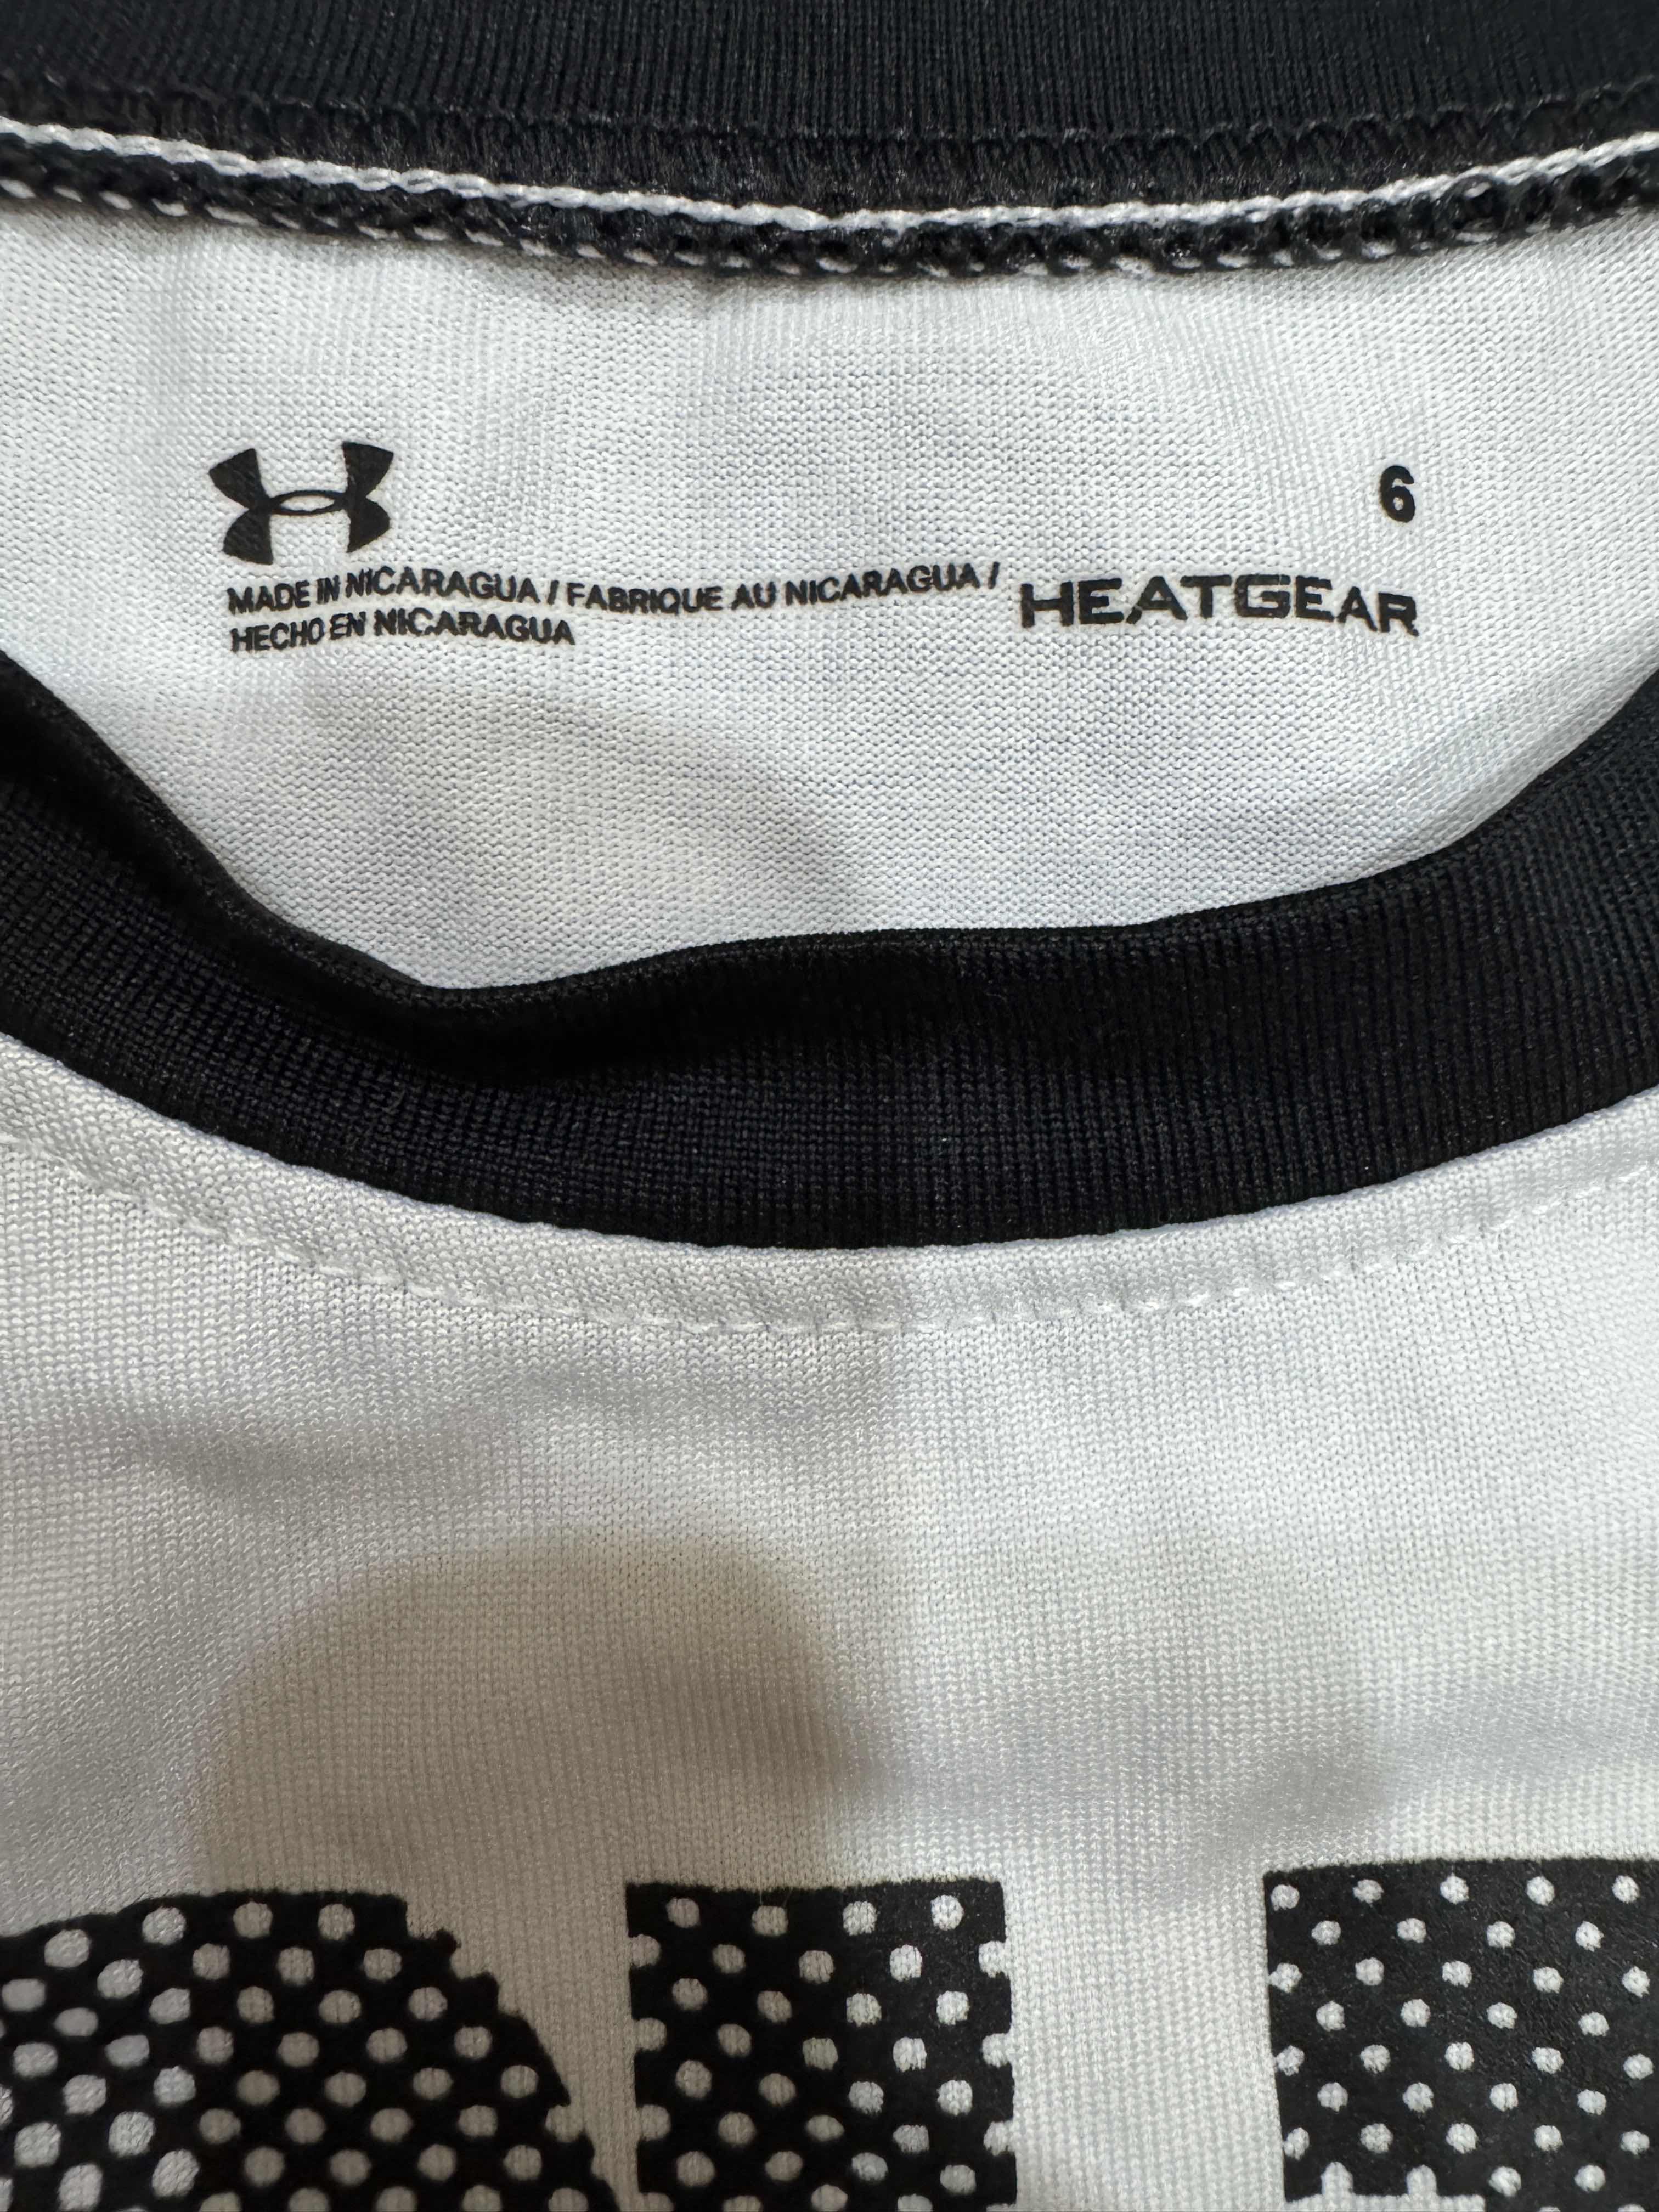 6
MADE IN NICARAGUA / FABRIQUE AU NICARAGUA /
HECHO EN NICARAGUA
HEATGEAR